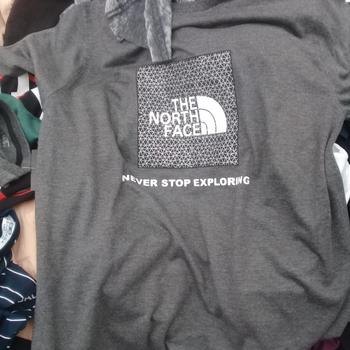 THE
NORTH
FACE
NEVER STOP EXPLORING